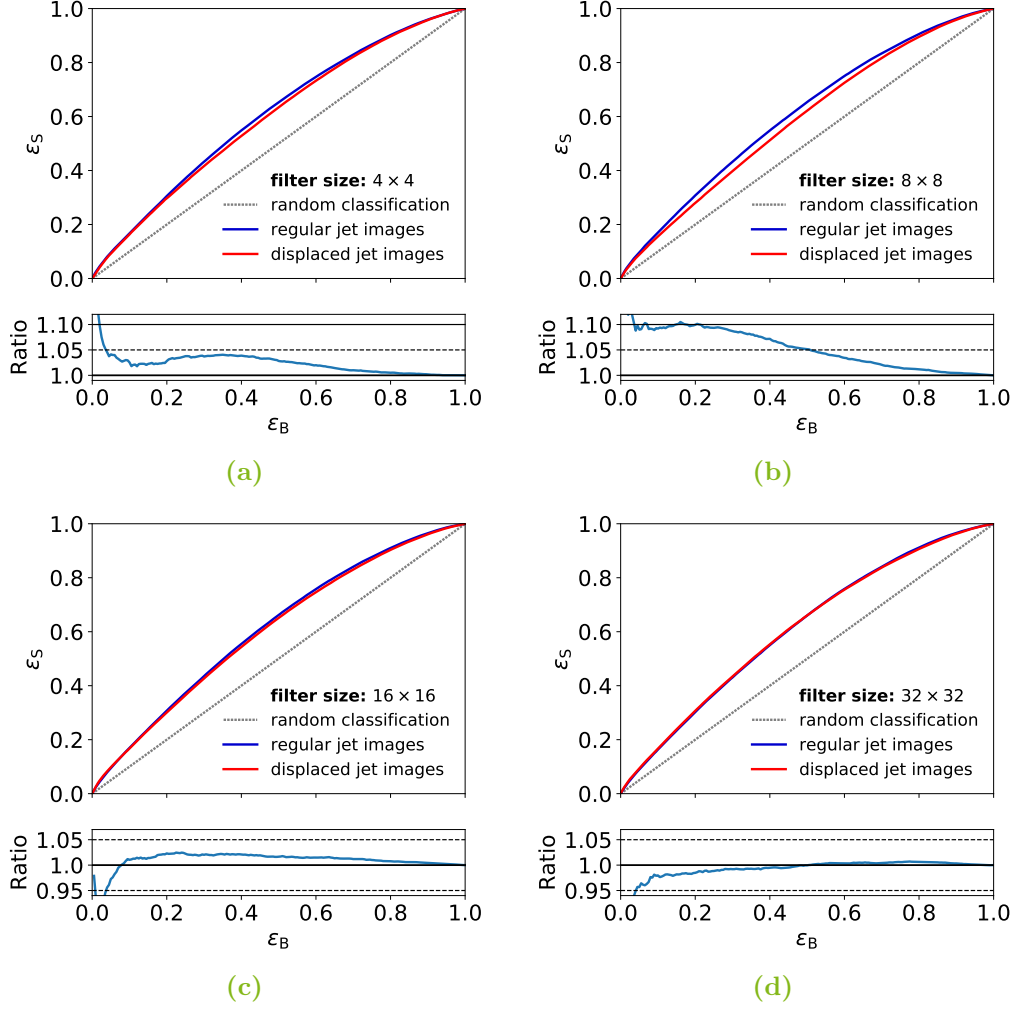 1.0
0.8
0.6
0.4
0.2
0.0
εS
filter size: 4 × 4
random classification
regular jet images
displaced jet images
1.10
1.05
1.0
Ratio
0.0 0.2 0.4 0.6 0.8 1.0
εB
(a)
1.0
0.8
0.6
0.4
0.2
0.0
εS
filter size: 8 × 8
random classification
regular jet images
displaced jet images
1.10
1.05
1.0
Ratio
0.0 0.2 0.4 0.6 0.8 1.0
εB
(b)
1.0
0.8
0.6
0.4
0.2
0.0
εS
filter size: 16 × 16
random classification
regular jet images
displaced jet images
1.05
1.0
0.95
Ratio
0.0 0.2 0.4 0.6 0.8 1.0
εB
(c)
1.0
0.8
0.6
0.4
0.2
0.0
εS
filter size: 32 × 32
random classification
regular jet images
displaced jet images
1.05
1.0
0.95
Ratio
0.0 0.2 0.4 0.6 0.8 1.0
εB
(d)